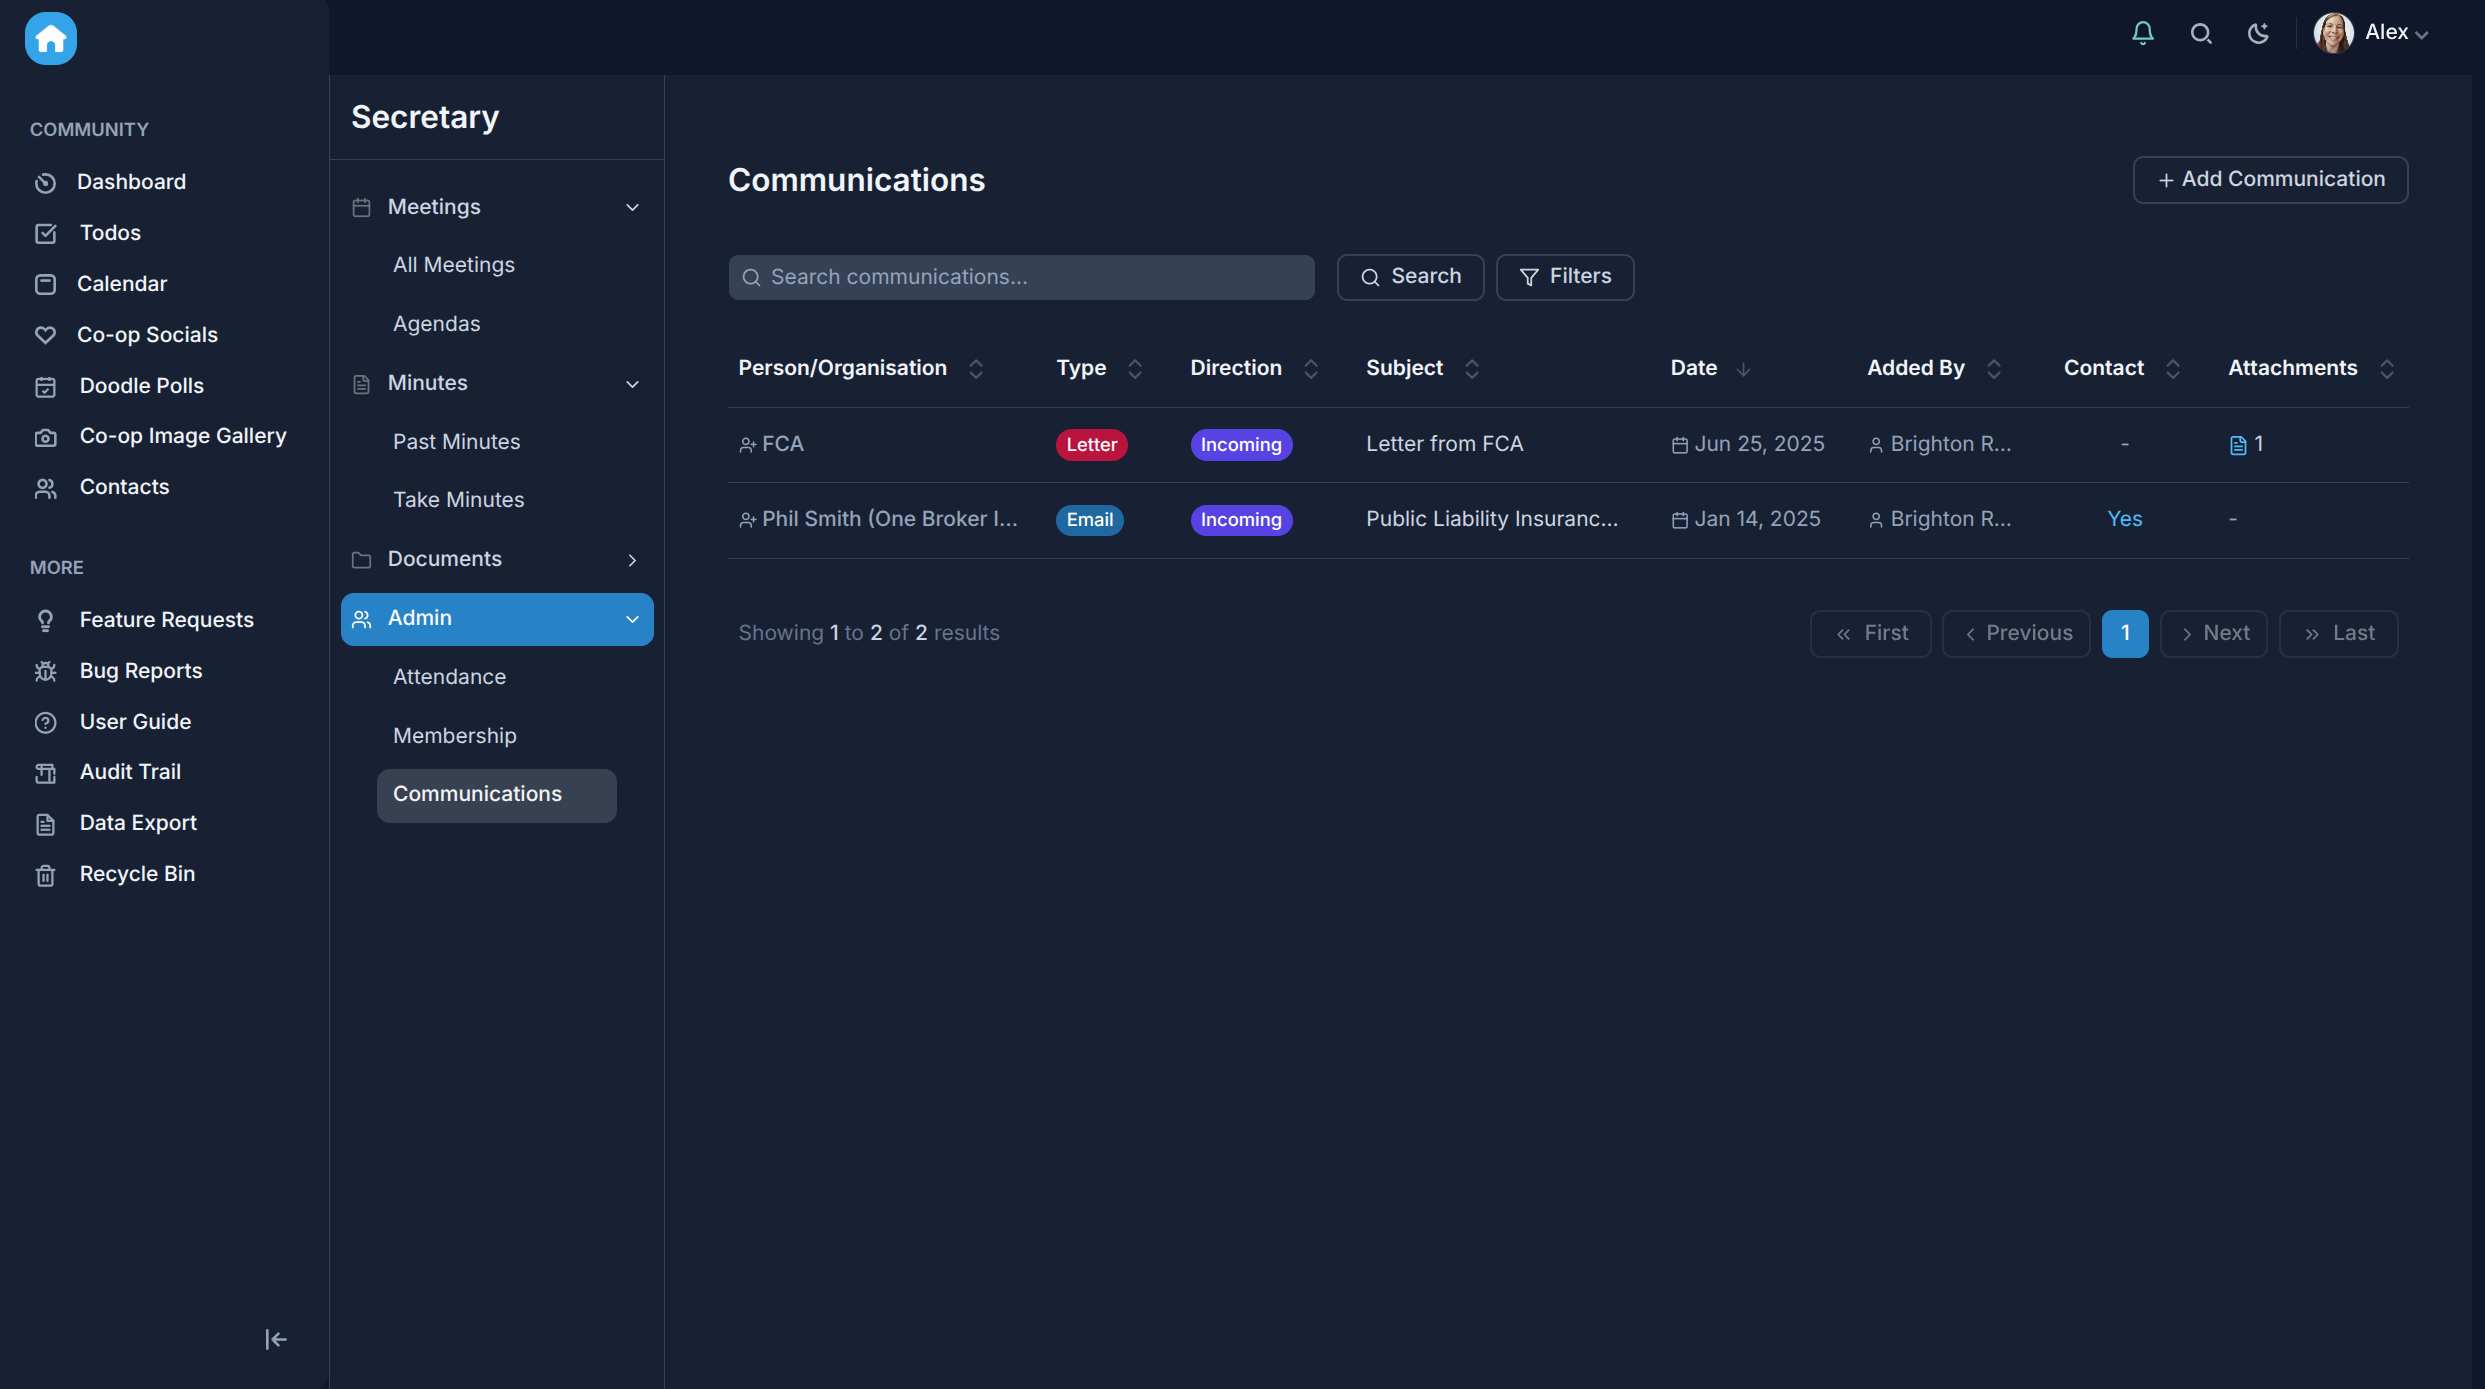 Alex
COMMUNITY
Dashboard
Todos
Calendar
Co-op Socials
Doodle Polls
Co-op Image Gallery
Contacts
MORE
Feature Requests
Bug Reports
User Guide
Audit Trail
Data Export
Recycle Bin
Secretary
Meetings
All Meetings
Agendas
Minutes
Past Minutes
Take Minutes
Documents
Admin
Attendance
Membership
Communications
Communications
+ Add Communication
Search communications...
Search
Filters
Person/Organisation Type Direction Subject Date Added By Contact Attachments
FCA Letter Incoming Letter from FCA Jun 25, 2025 Brighton R... - 1
Phil Smith (One Broker I... Email Incoming Public Liability Insuranc... Jan 14, 2025 Brighton R... Yes -
Showing 1 to 2 of 2 results
« First ‹ Previous 1 › Next » Last